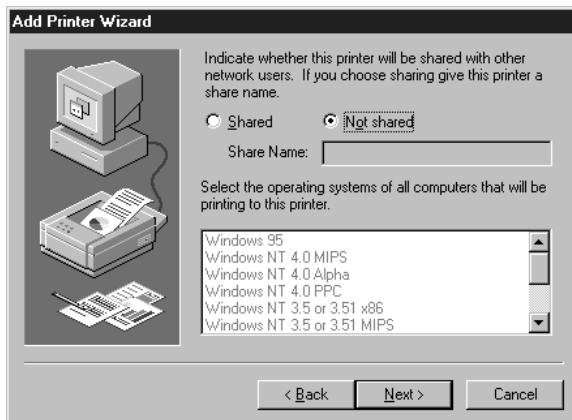 Add Printer Wizard
Indicate whether this printer will be shared with other
network users. If you choose sharing give this printer a
share name.
Shared Not shared
Share Name:
Select the operating systems of all computers that will be
printing to this printer.
Windows 95
Windows NT 4.0 MIPS
Windows NT 4.0 Alpha
Windows NT 4.0 PPC
Windows NT 3.5 or 3.51 x86
Windows NT 3.5 or 3.51 MIPS
< Back Next > Cancel